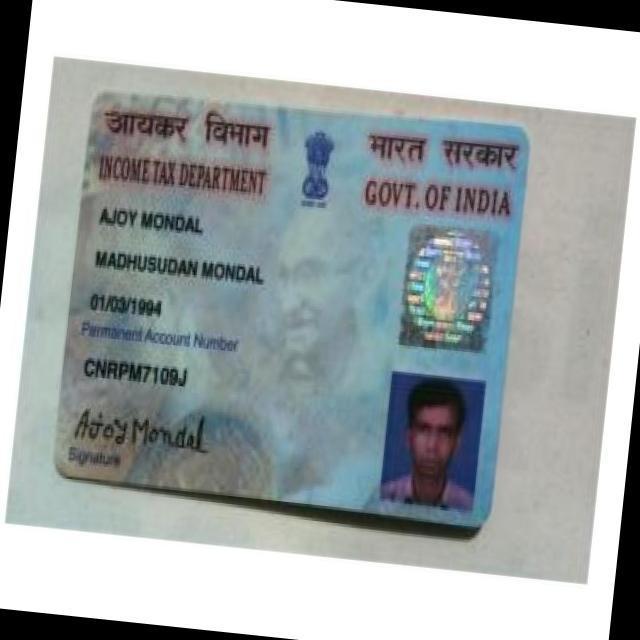 आयकर विभाग
भारत सरकार
INCOME TAX DEPARTMENT
GOVT. OF INDIA
AJOY MONDAL
MADHUSUDAN MONDAL
01/03/1994
Permanent Account Number
CNRPM7109J
Ajoy Mondal
Signature